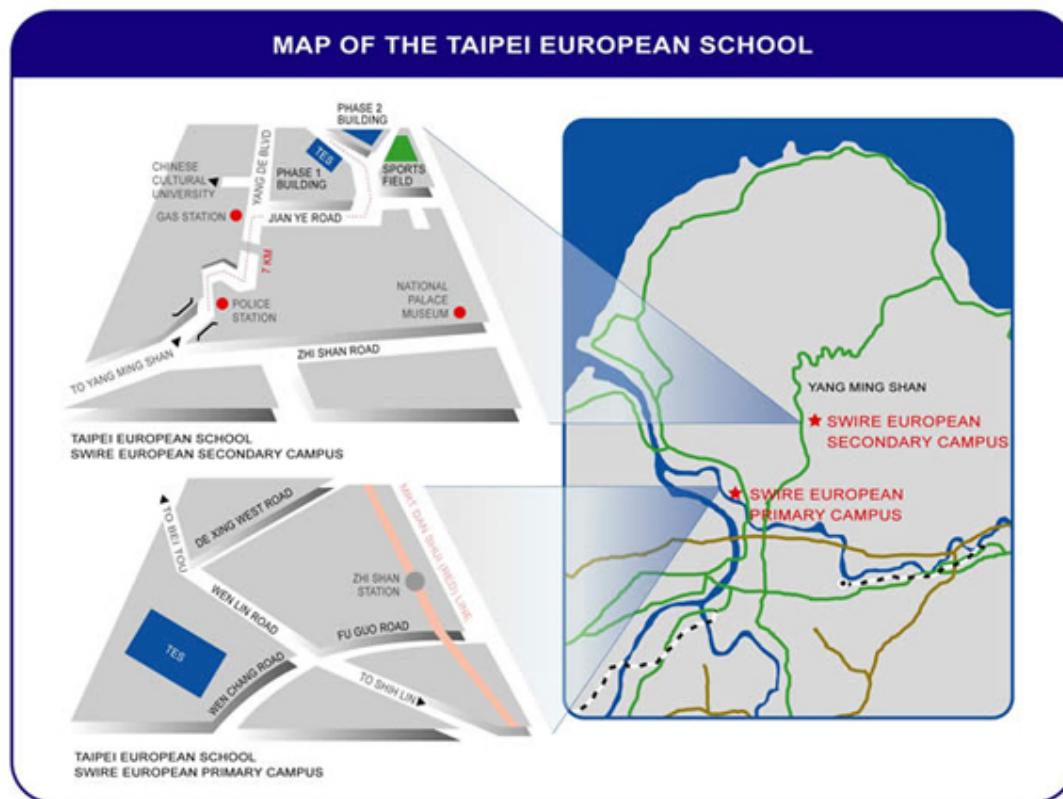 MAP OF THE TAIPEI EUROPEAN SCHOOL
PHASE 2
BUILDING
TES
CHINESE
CULTURAL
UNIVERSITY
YANG DE BLVD
PHASE 1
BUILDING
SPORTS
FIELD
GAS STATION
JIAN YE ROAD
7 KM
POLICE
STATION
NATIONAL
PALACE
MUSEUM
TO YANG MING SHAN
ZHI SHAN ROAD
TAIPEI EUROPEAN SCHOOL
SWIRE EUROPEAN SECONDARY CAMPUS
TO BEI TOU
DE XING WEST ROAD
MRT DAN SHUI (RED) LINE
ZHI SHAN
STATION
WEN LIN ROAD
FU GUO ROAD
TES
WEN CHANG ROAD
TO SHIH LIN
TAIPEI EUROPEAN SCHOOL
SWIRE EUROPEAN PRIMARY CAMPUS
YANG MING SHAN
SWIRE EUROPEAN
SECONDARY CAMPUS
SWIRE EUROPEAN
PRIMARY CAMPUS